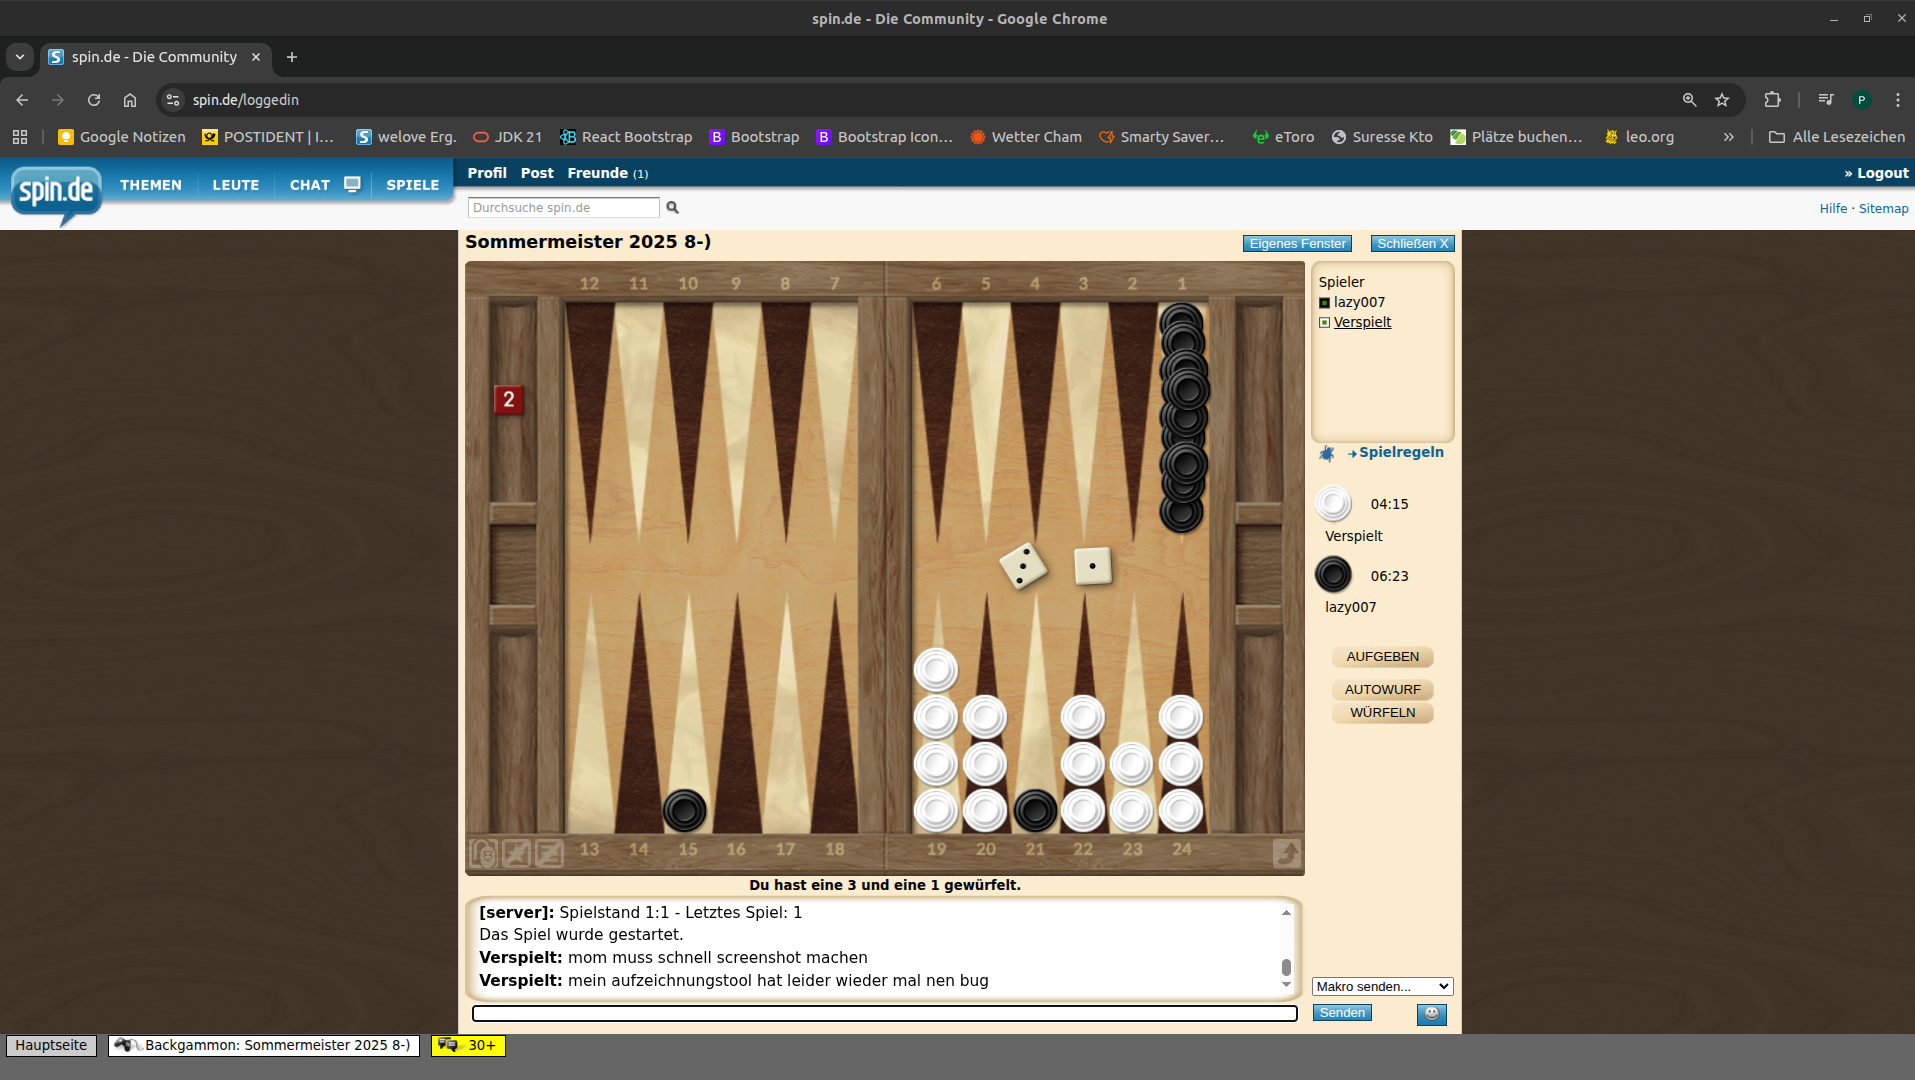 spin.de - Die Community - Google Chrome
spin.de - Die Community
spin.de/loggedin
P
Google Notizen
POSTIDENT | I…
welove Erg.
JDK 21
React Bootstrap
Bootstrap
Bootstrap Icon…
Wetter Cham
Smarty Saver…
eToro
Suresse Kto
Plätze buchen…
leo.org
Alle Lesezeichen
spin.de
THEMEN
LEUTE
CHAT
SPIELE
Profil
Post
Freunde (1)
» Logout
Durchsuche spin.de
Hilfe · Sitemap
Sommermeister 2025 8-)
Eigenes Fenster
Schließen X
12 11 10 9 8 7 6 5 4 3 2 1
Spieler
lazy007
Verspielt
2
Spielregeln
04:15
Verspielt
06:23
lazy007
AUFGEBEN
AUTOWURF
WÜRFELN
13 14 15 16 17 18 19 20 21 22 23 24
Du hast eine 3 und eine 1 gewürfelt.
[server]: Spielstand 1:1 - Letztes Spiel: 1
Das Spiel wurde gestartet.
Verspielt: mom muss schnell screenshot machen
Verspielt: mein aufzeichnungstool hat leider wieder mal nen bug
Makro senden...
Senden
Hauptseite
Backgammon: Sommermeister 2025 8-)
30+